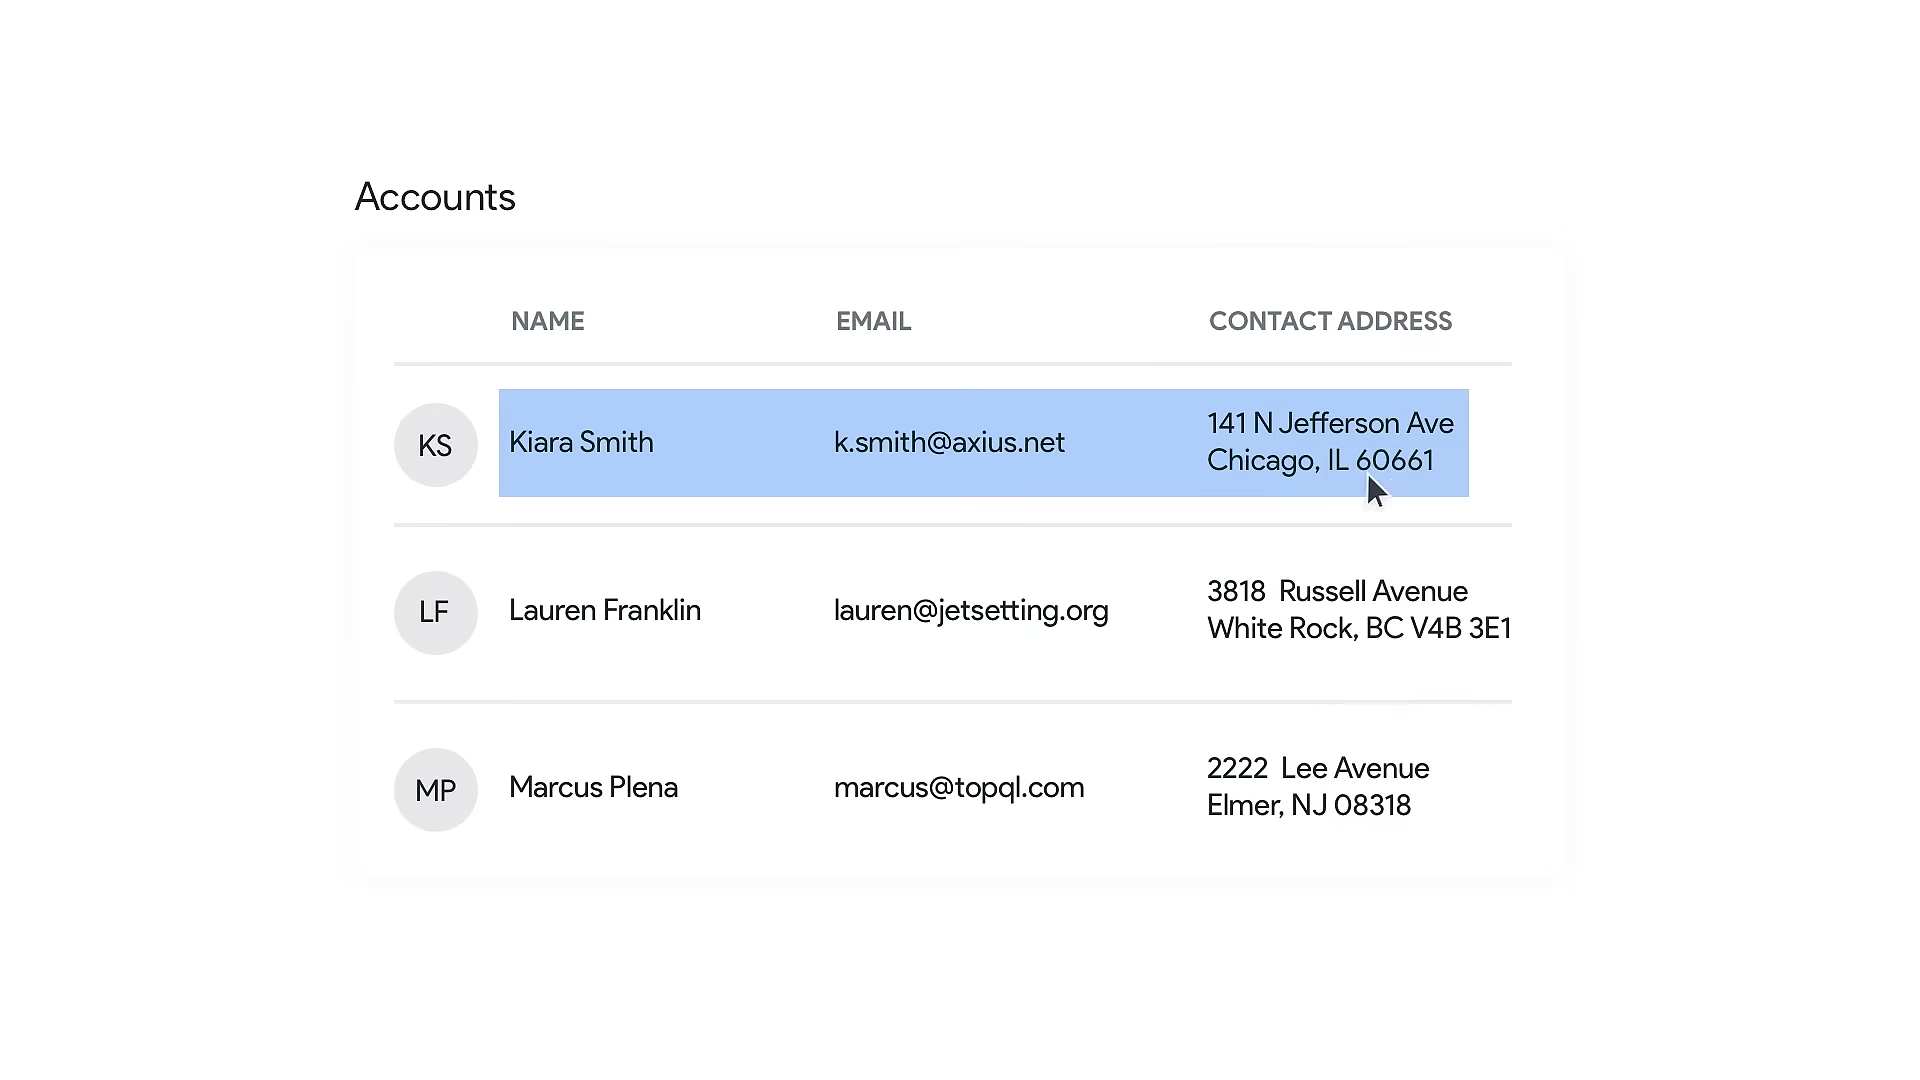 Accounts
NAME EMAIL CONTACT ADDRESS
KS Kiara Smith k.smith@axius.net 141 N Jefferson Ave
Chicago, IL 60661
LF Lauren Franklin lauren@jetsetting.org 3818 Russell Avenue
White Rock, BC V4B 3E1
MP Marcus Plena marcus@topql.com 2222 Lee Avenue
Elmer, NJ 08318